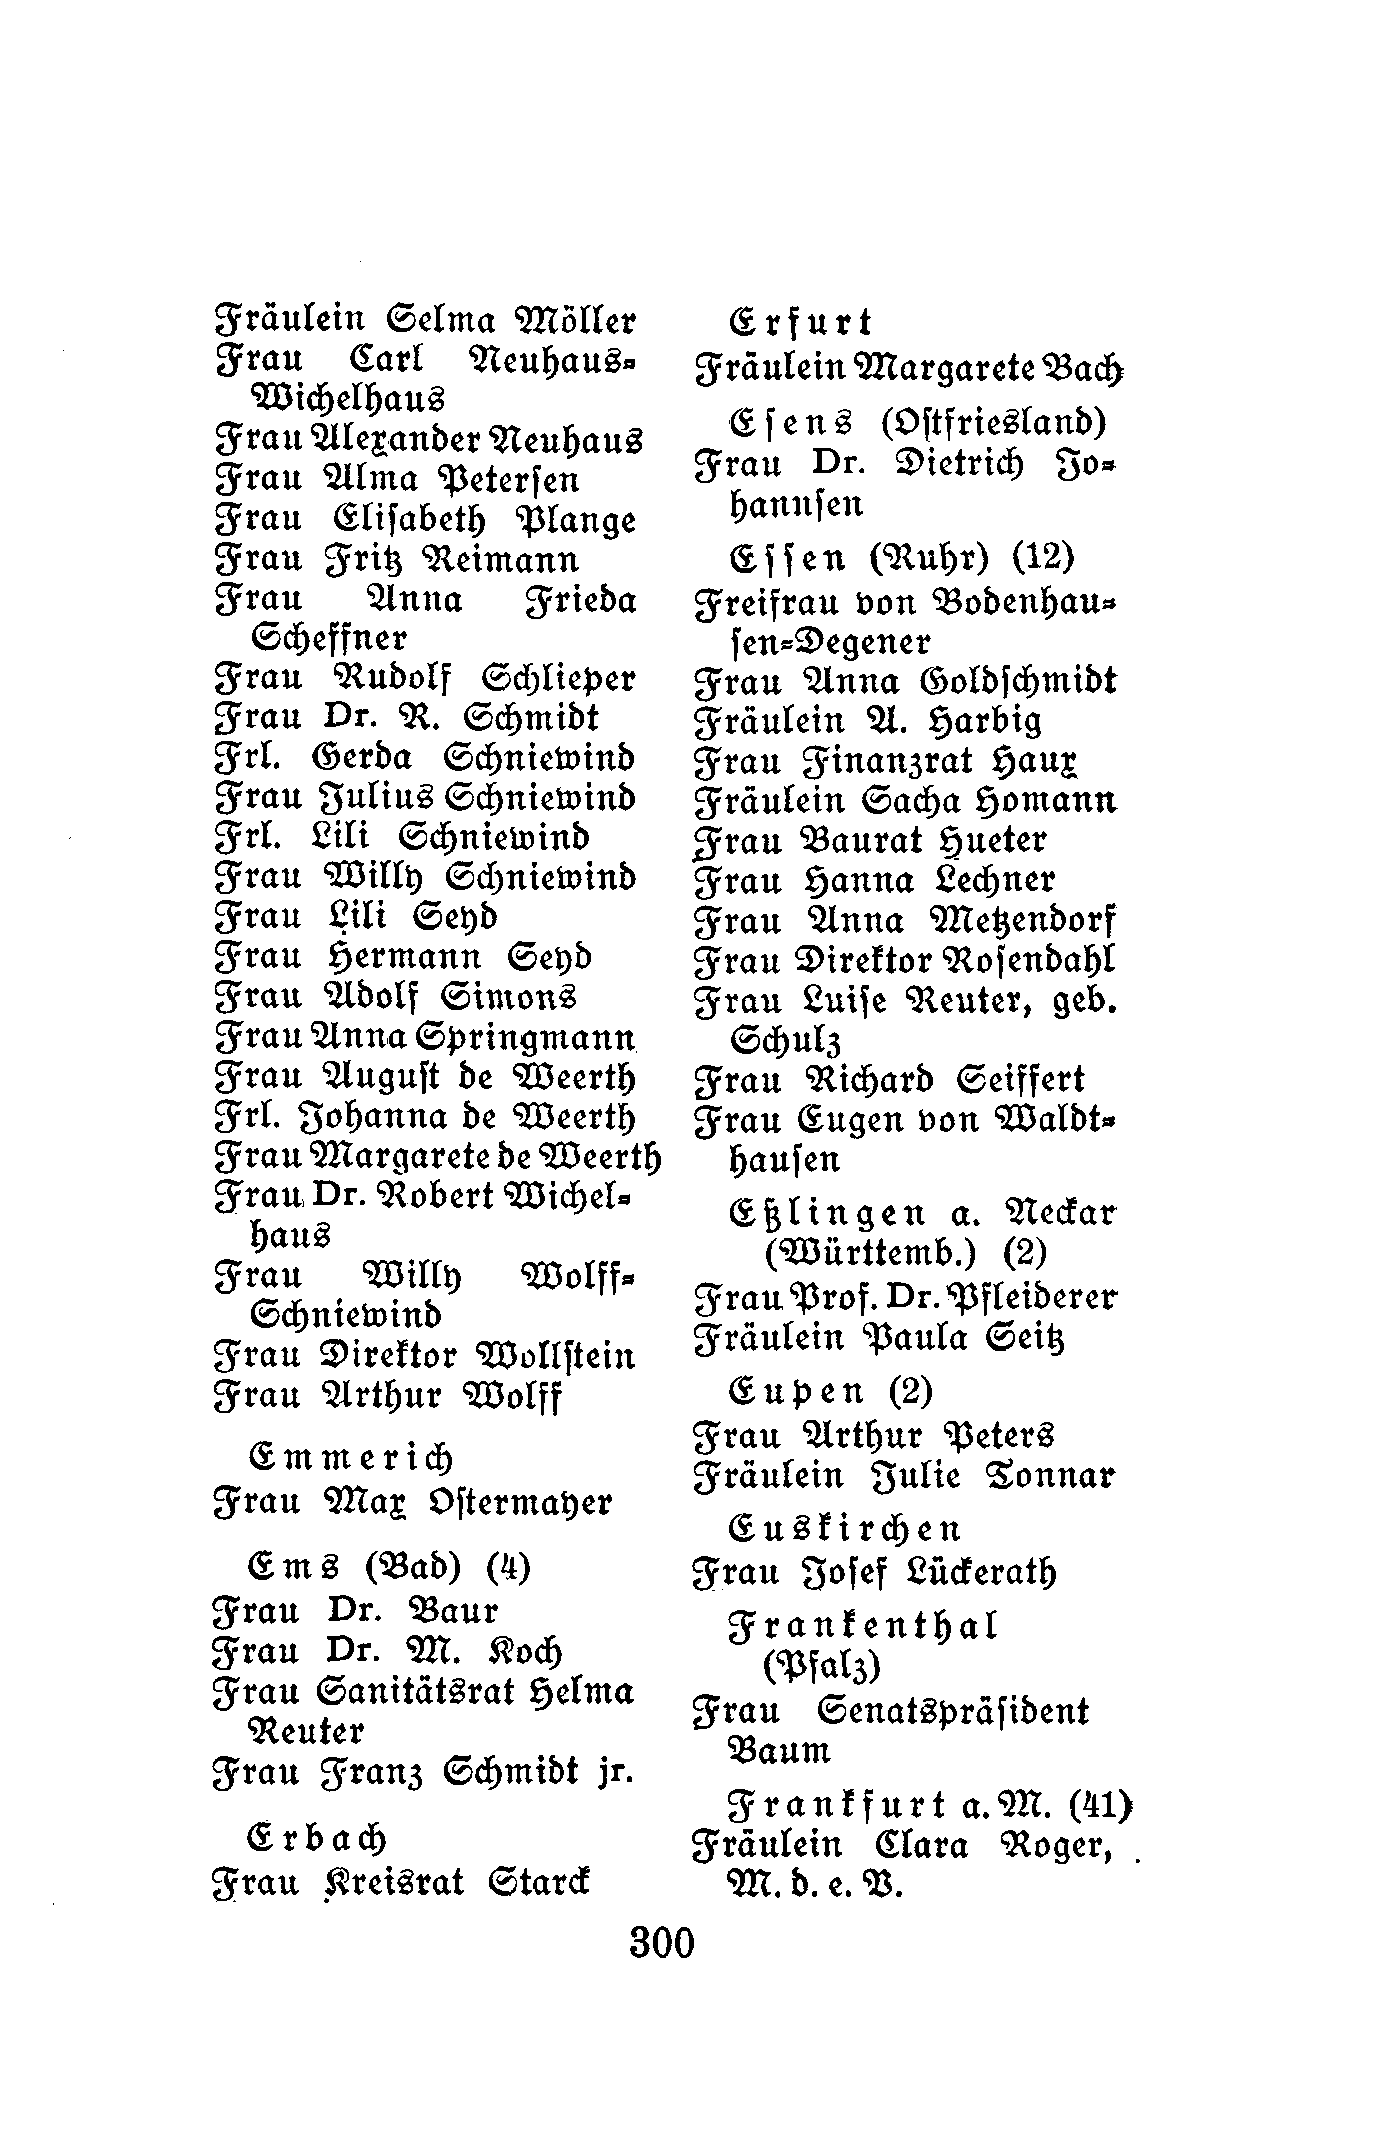 Fräulein Selma Möller
Frau Carl Neuhaus-
Wichelhaus
Frau Alexander Neuhaus
Frau Alma Petersen
Frau Elisabeth Plange
Frau Fritz Reimann
Frau Anna Frieda
Scheffner
Frau Rudolf Schlieper
Frau Dr. R. Schmidt
Frl. Gerda Schniewind
Frau Julius Schniewind
Frl. Lili Schniewind
Frau Willy Schniewind
Frau Lili Seyd
Frau Hermann Seyd
Frau Adolf Simons
Frau Anna Springmann
Frau August de Weerth
Frl. Johanna de Weerth
Frau Margarete de Weerth
Frau Dr. Robert Wichel-
haus
Frau Willy Wolff-
Schniewind
Frau Direktor Wollstein
Frau Arthur Wolff
Emmerich
Frau Max Ostermayer
Ems (Bad) (4)
Frau Dr. Baur
Frau Dr. M. Koch
Frau Sanitätsrat Helma
Reuter
Frau Franz Schmidt jr.
Erbach
Frau Kreisrat Starck
Erfurt
Fräulein Margarete Bach
Esens (Ostfriesland)
Frau Dr. Dietrich Jo-
hannsen
Essen (Ruhr) (12)
Freifrau von Bodenhau-
sen-Degener
Frau Anna Goldschmidt
Fräulein A. Harbig
Frau Finanzrat Haux
Fräulein Sacha Homann
Frau Baurat Hueter
Frau Hanna Lechner
Frau Anna Metzendorf
Frau Direktor Rosendahl
Frau Luise Reuter, geb.
Schulz
Frau Richard Seiffert
Frau Eugen von Waldt-
hausen
Eßlingen a. Neckar
(Württemb.) (2)
Frau Prof. Dr. Pfleiderer
Fräulein Paula Seitz
Eupen (2)
Frau Arthur Peters
Fräulein Julie Tonnar
Euskirchen
Frau Josef Lückerath
Frankenthal
(Pfalz)
Frau Senatspräsident
Baum
Frankfurt a. M. (41)
Fräulein Clara Roger,
M. d. e. V.
300